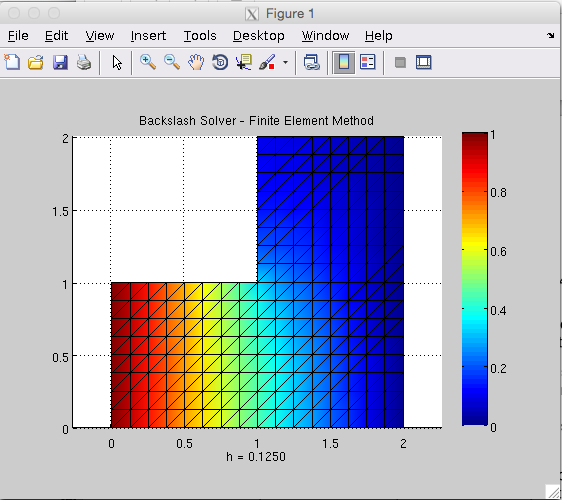 Figure 1
File Edit View Insert Tools Desktop Window Help
Backslash Solver - Finite Element Method
2
1.5
1
0.5
0
0 0.5 1 1.5 2
h = 0.1250
1
0.8
0.6
0.4
0.2
0